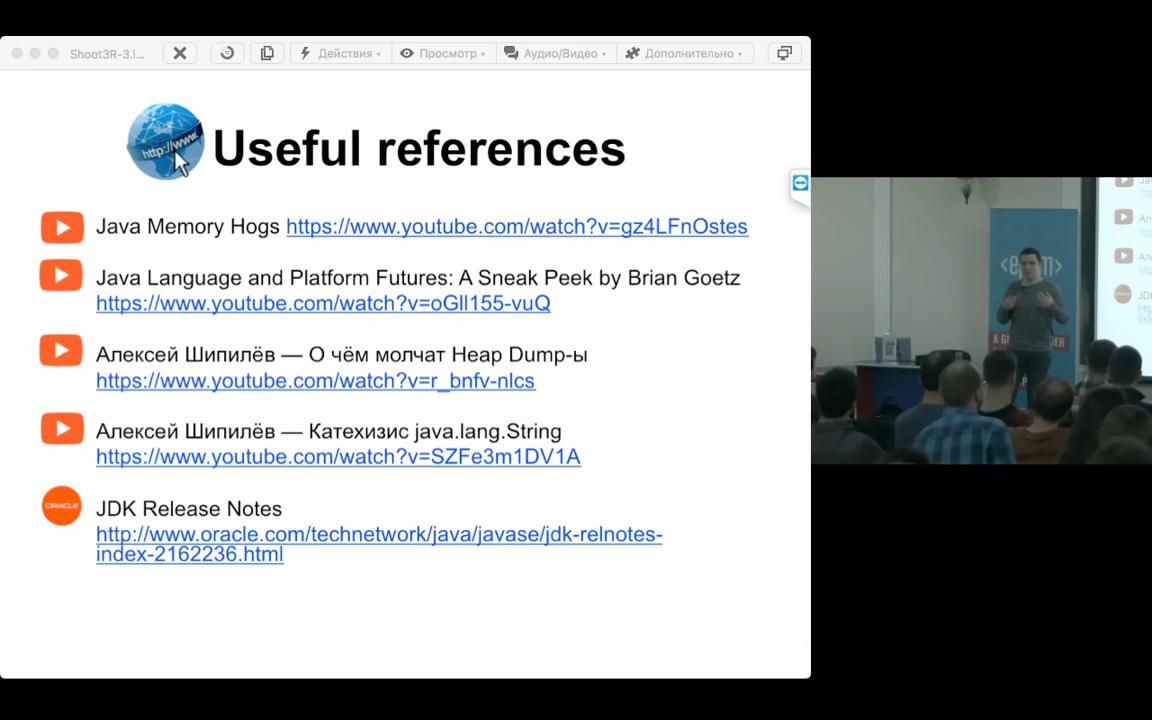 Shoot3R-3.l...
Действия
Просмотр
Аудио/Видео
Дополнительно
http://www.
Useful references
Java Memory Hogs https://www.youtube.com/watch?v=gz4LFnOstes
Java Language and Platform Futures: A Sneak Peek by Brian Goetz
https://www.youtube.com/watch?v=oGll155-vuQ
Алексей Шипилёв — О чём молчат Heap Dump-ы
https://www.youtube.com/watch?v=r_bnfv-nlcs
Алексей Шипилёв — Катехизис java.lang.String
https://www.youtube.com/watch?v=SZFe3m1DV1A
ORACLE
JDK Release Notes
http://www.oracle.com/technetwork/java/javase/jdk-relnotes-
index-2162236.html